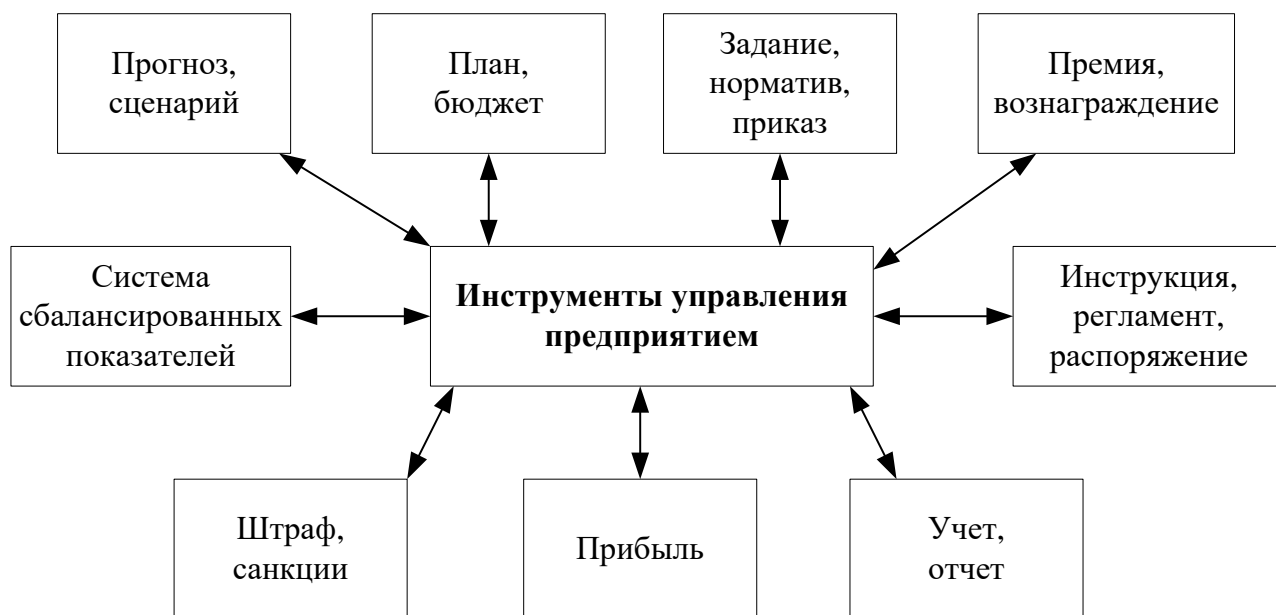 Прогноз,
сценарий
План,
бюджет
Задание,
норматив,
приказ
Премия,
вознаграждение
Система
сбалансированных
показателей
Инструменты управления
предприятием
Инструкция,
регламент,
распоряжение
Штраф,
санкции
Прибыль
Учет,
отчет